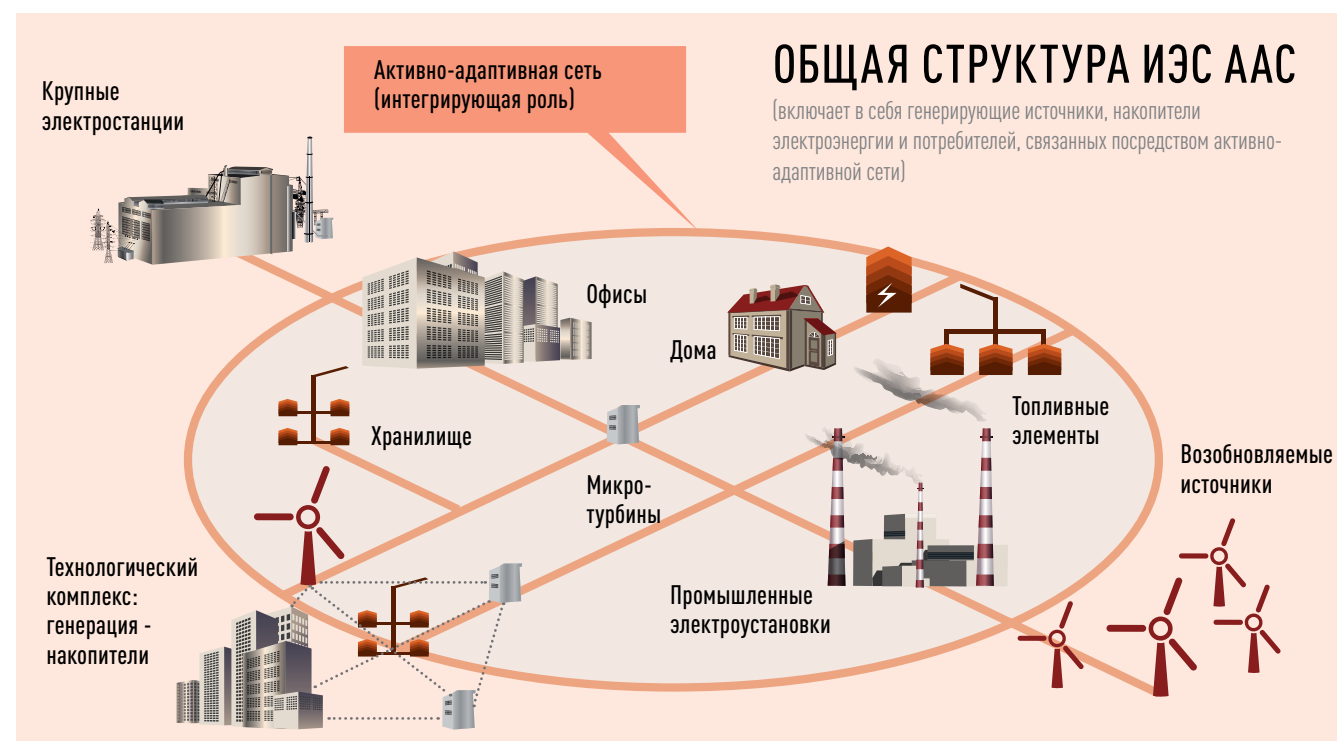 ОБЩАЯ СТРУКТУРА ИЭС ААС
(включает в себя генерирующие источники, накопители
электроэнергии и потребителей, связанных посредством активно-
адаптивной сети)
Активно-адаптивная сеть
(интегрирующая роль)
Крупные
электростанции
Офисы
Дома
Хранилище
Топливные
элементы
Микро-
турбины
Возобновляемые
источники
Технологический
комплекс:
генерация -
накопители
Промышленные
электроустановки